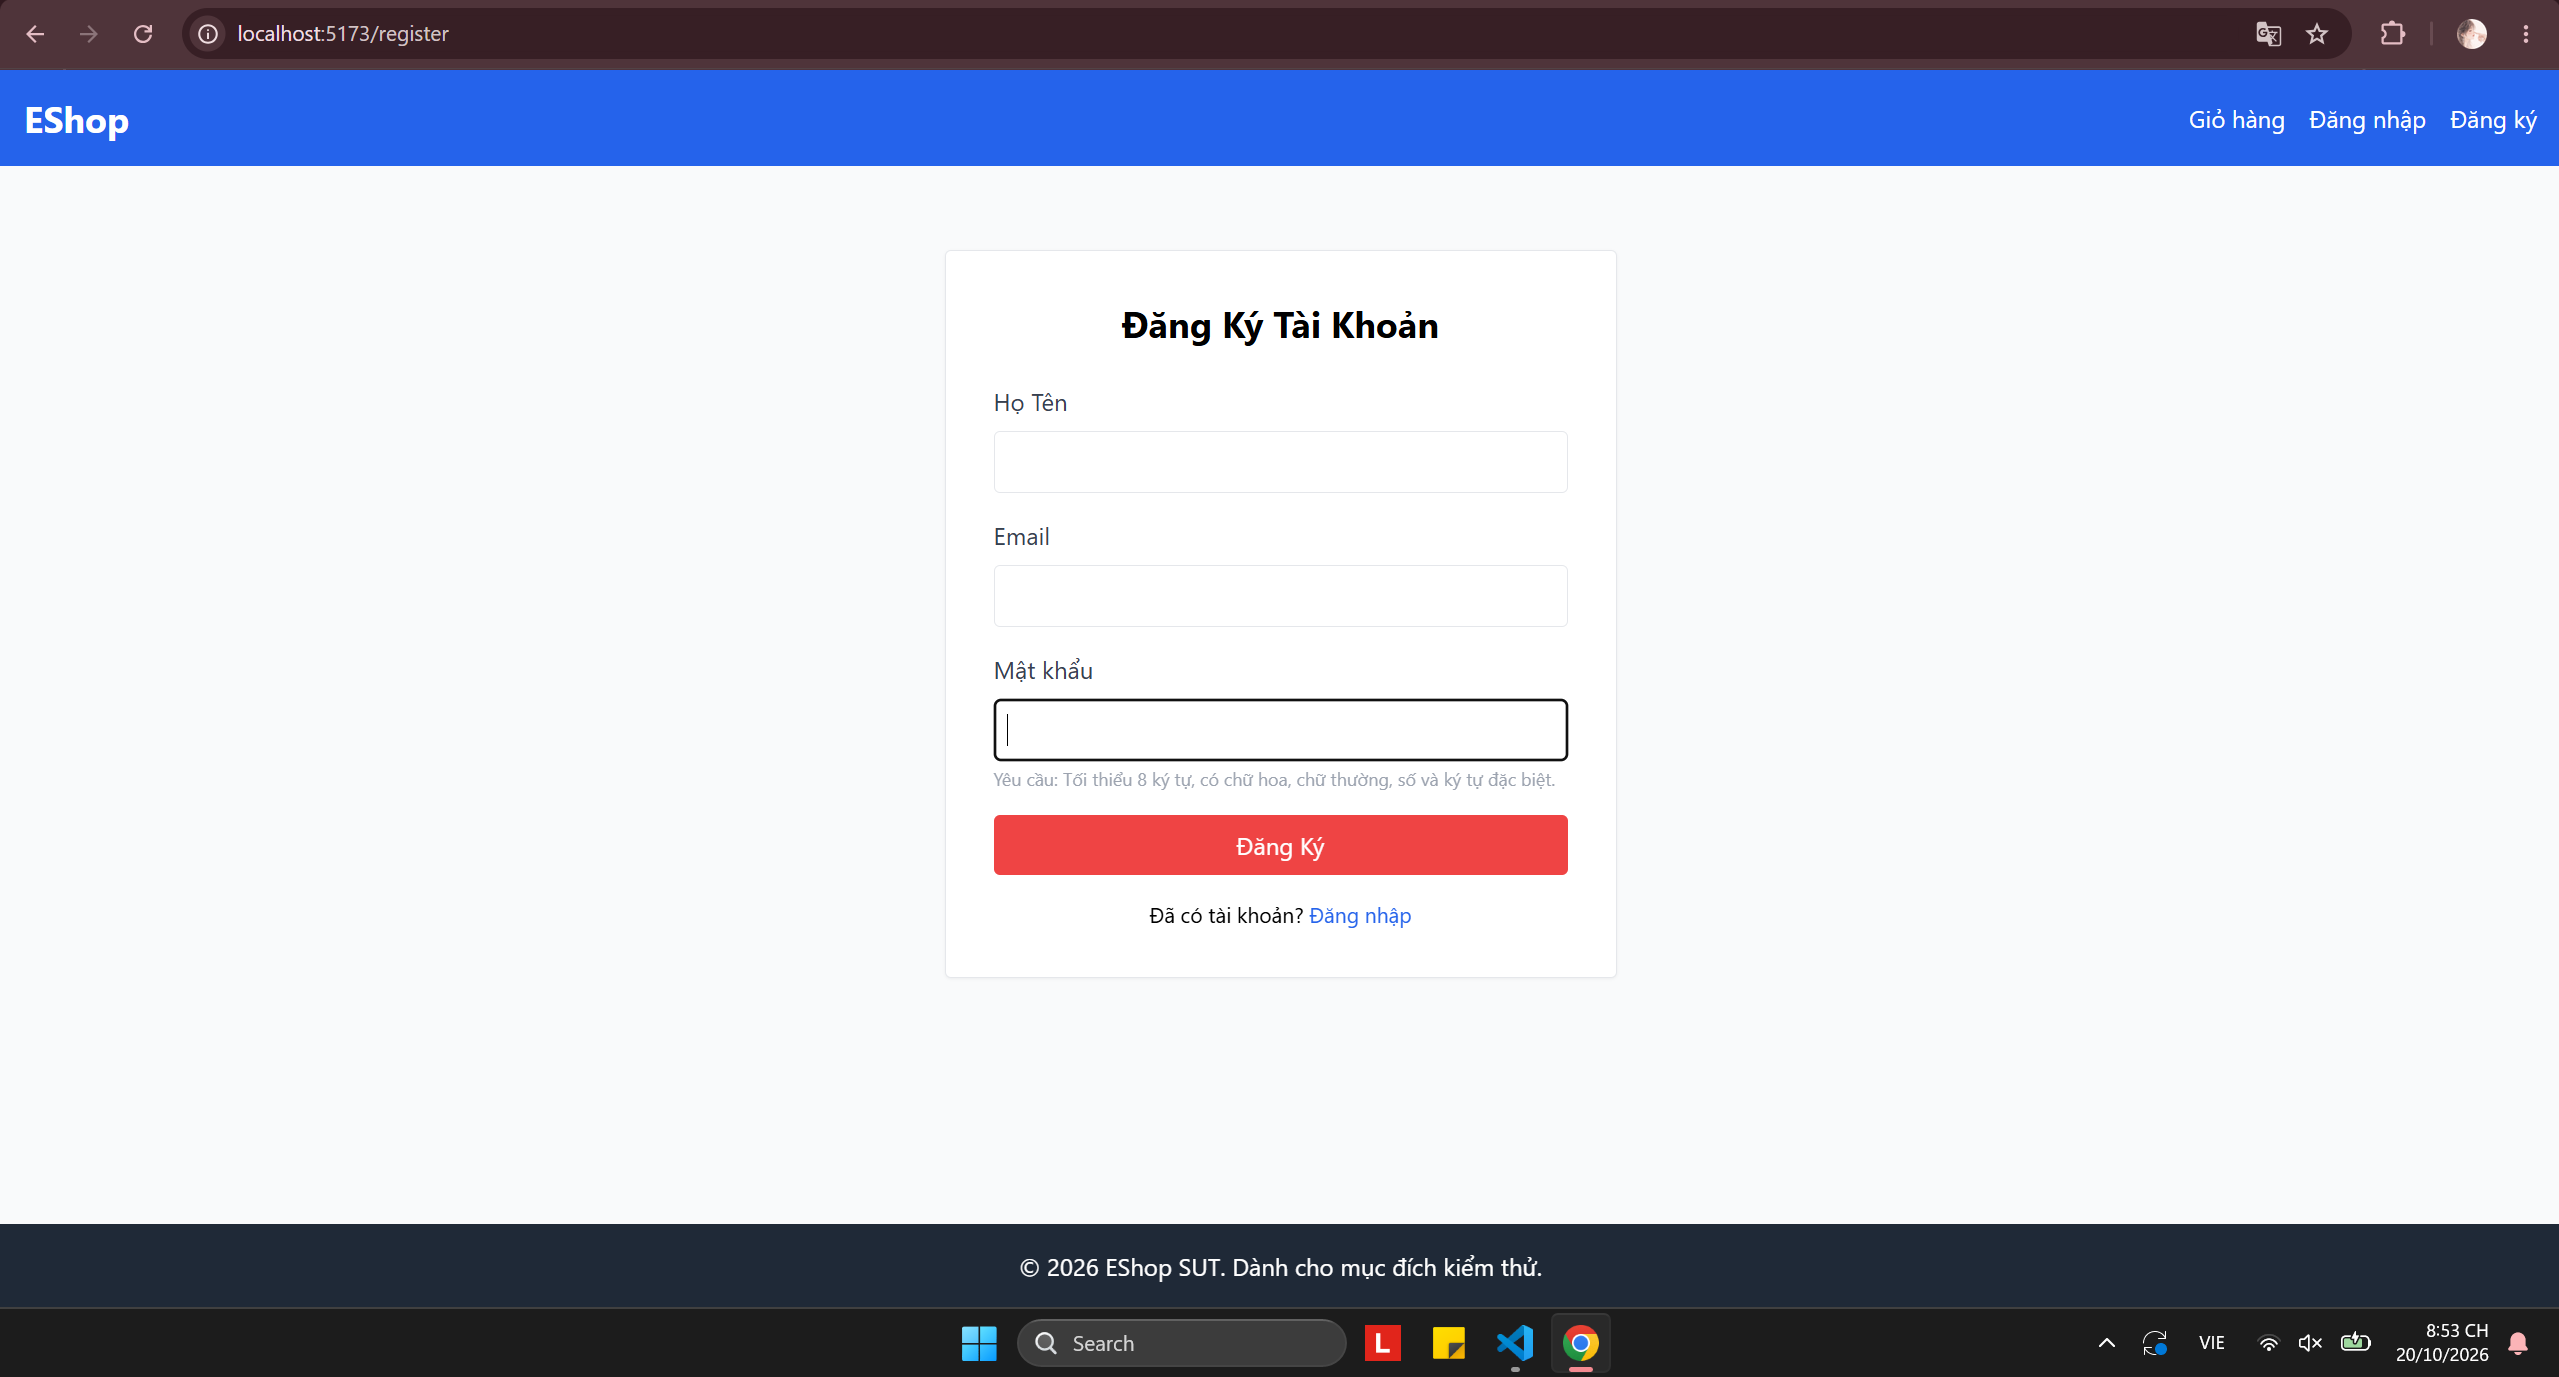 localhost:5173/register
EShop
Giỏ hàng Đăng nhập Đăng ký
Đăng Ký Tài Khoản
Họ Tên
Email
Mật khẩu
Yêu cầu: Tối thiểu 8 ký tự, có chữ hoa, chữ thường, số và ký tự đặc biệt.
Đăng Ký
Đã có tài khoản? Đăng nhập
© 2026 EShop SUT. Dành cho mục đích kiểm thử.
Search
L
VIE
8:53 CH
20/10/2026